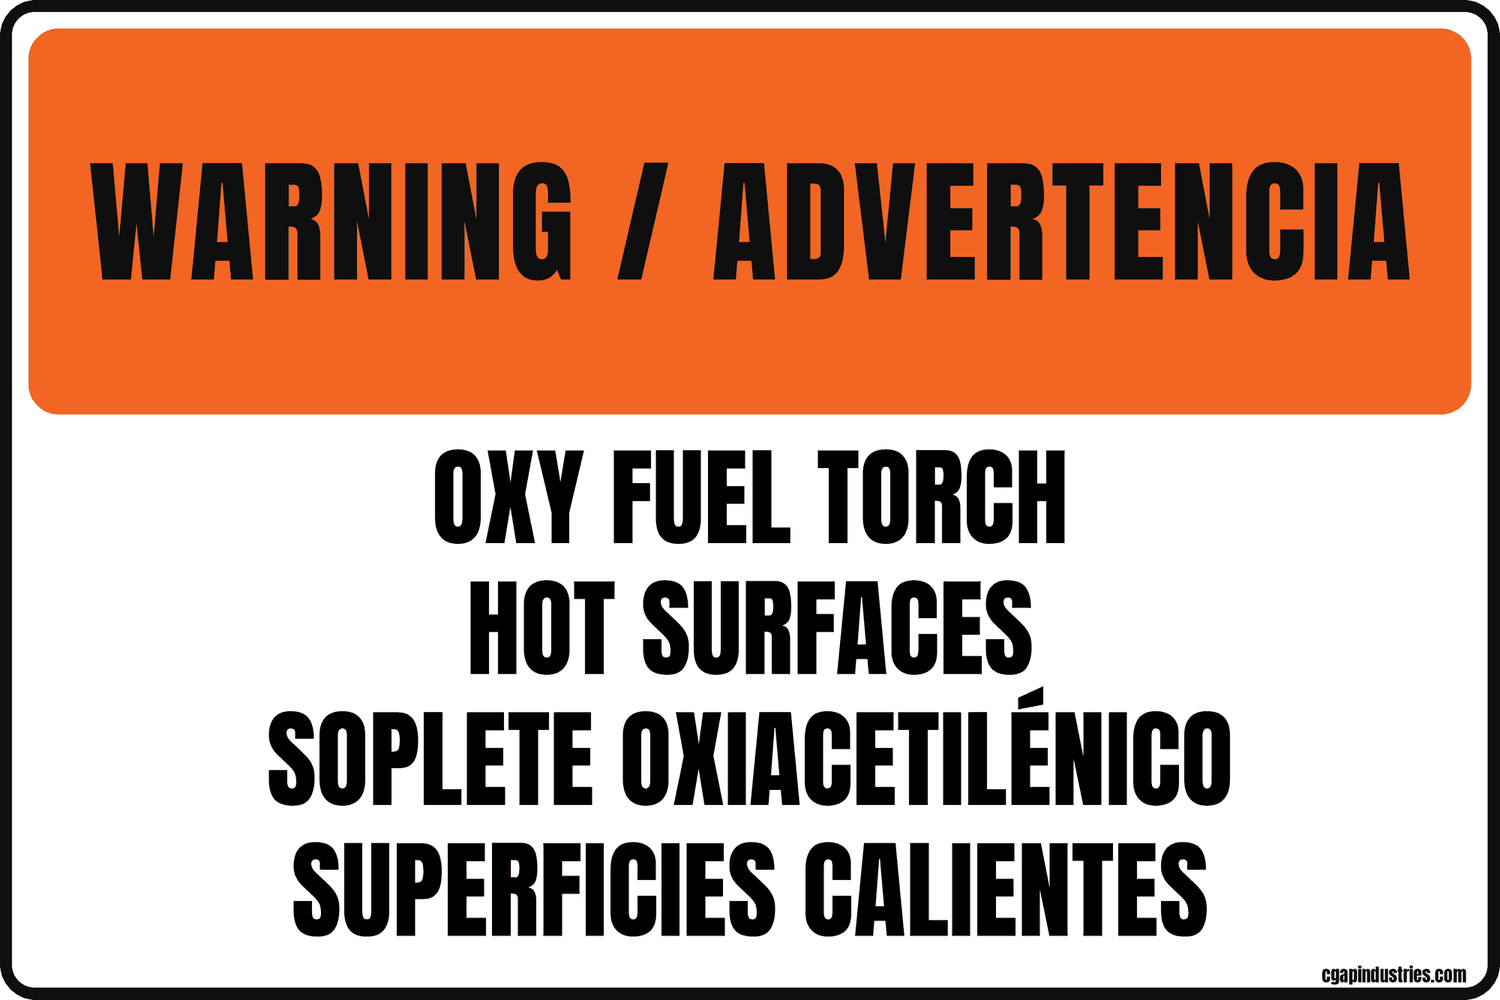 WARNING / ADVERTENCIA
OXY FUEL TORCH
HOT SURFACES
SOPLETE OXIACETILÉNICO
SUPERFICIES CALIENTES
cgapindustries.com